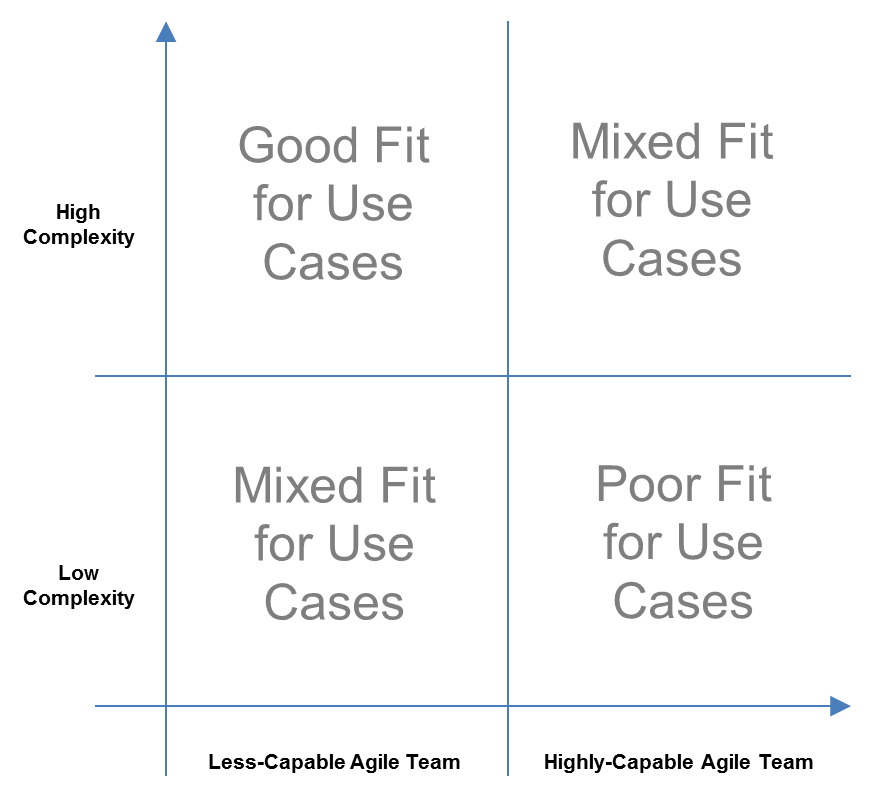 Good Fit
for Use
Cases
Mixed Fit
for Use
Cases
High
Complexity
Mixed Fit
for Use
Cases
Poor Fit
for Use
Cases
Low
Complexity
Less-Capable Agile Team
Highly-Capable Agile Team